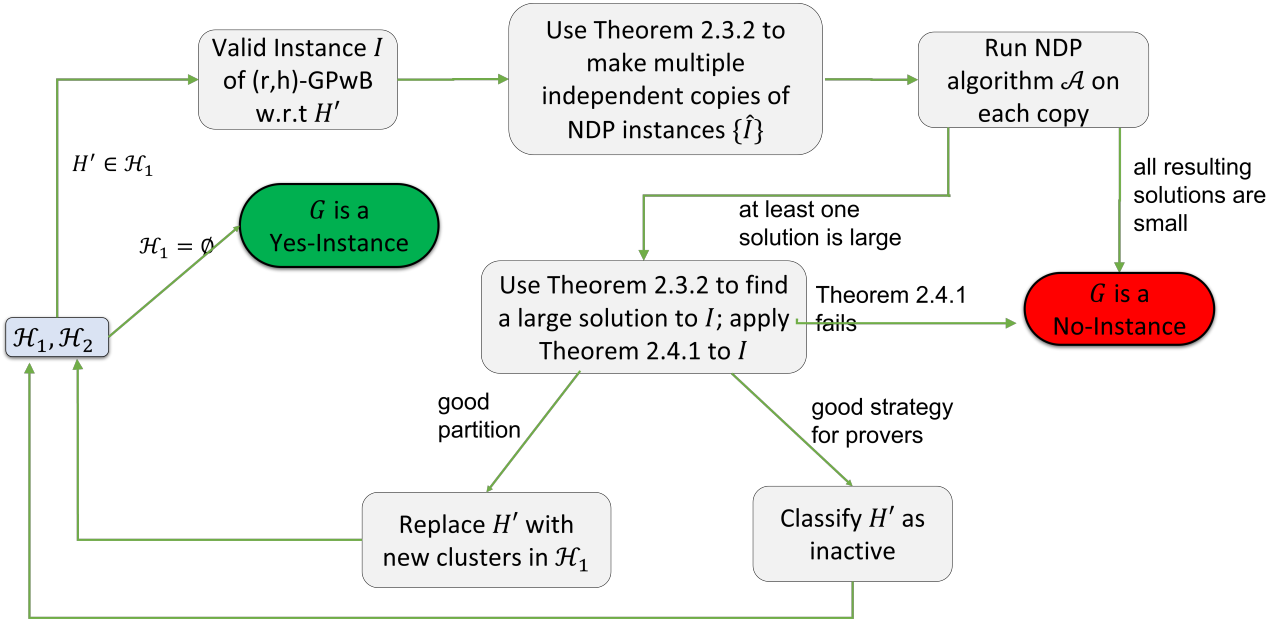 Valid Instance 𝐼
of (r,h)-GPwB
w.r.t 𝐻′
Use Theorem 2.3.2 to
make multiple
independent copies of
NDP instances {𝐼̂}
Run NDP
algorithm 𝒜 on
each copy
𝐻′ ∈ ℋ₁
𝐺 is a
Yes-Instance
ℋ₁ = ∅
at least one
solution is large
all resulting
solutions are
small
ℋ₁, ℋ₂
Use Theorem 2.3.2 to find
a large solution to 𝐼; apply
Theorem 2.4.1 to 𝐼
Theorem 2.4.1
fails
𝐺 is a
No-Instance
good
partition
good strategy
for provers
Replace 𝐻′ with
new clusters in ℋ₁
Classify 𝐻′ as
inactive